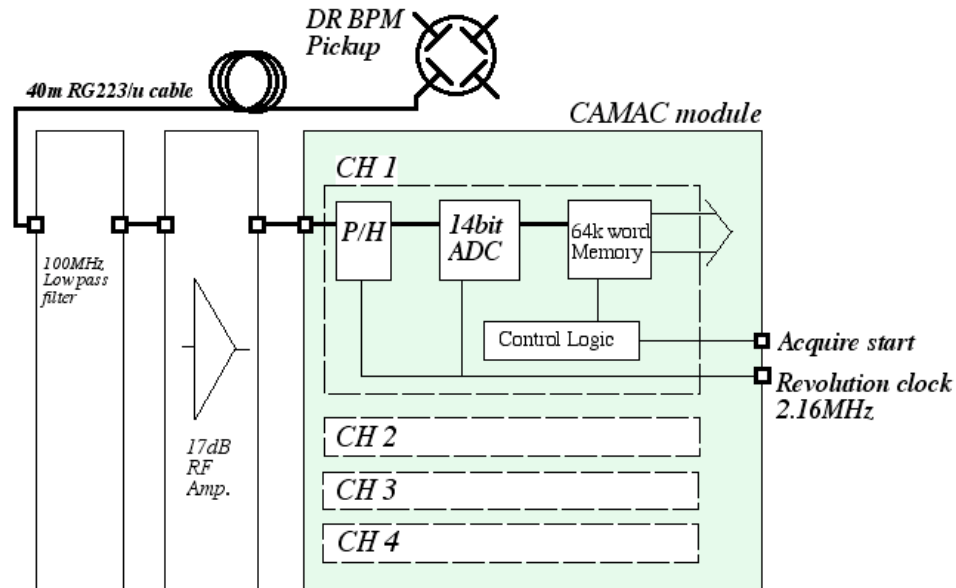 DR BPM
Pickup
40m RG223/u cable
CAMAC module
CH 1
P/H
14bit
ADC
64k word
Memory
100MHz
Low pass
filter
Control Logic
Acquire start
Revolution clock
2.16MHz
17dB
RF
Amp.
CH 2
CH 3
CH 4